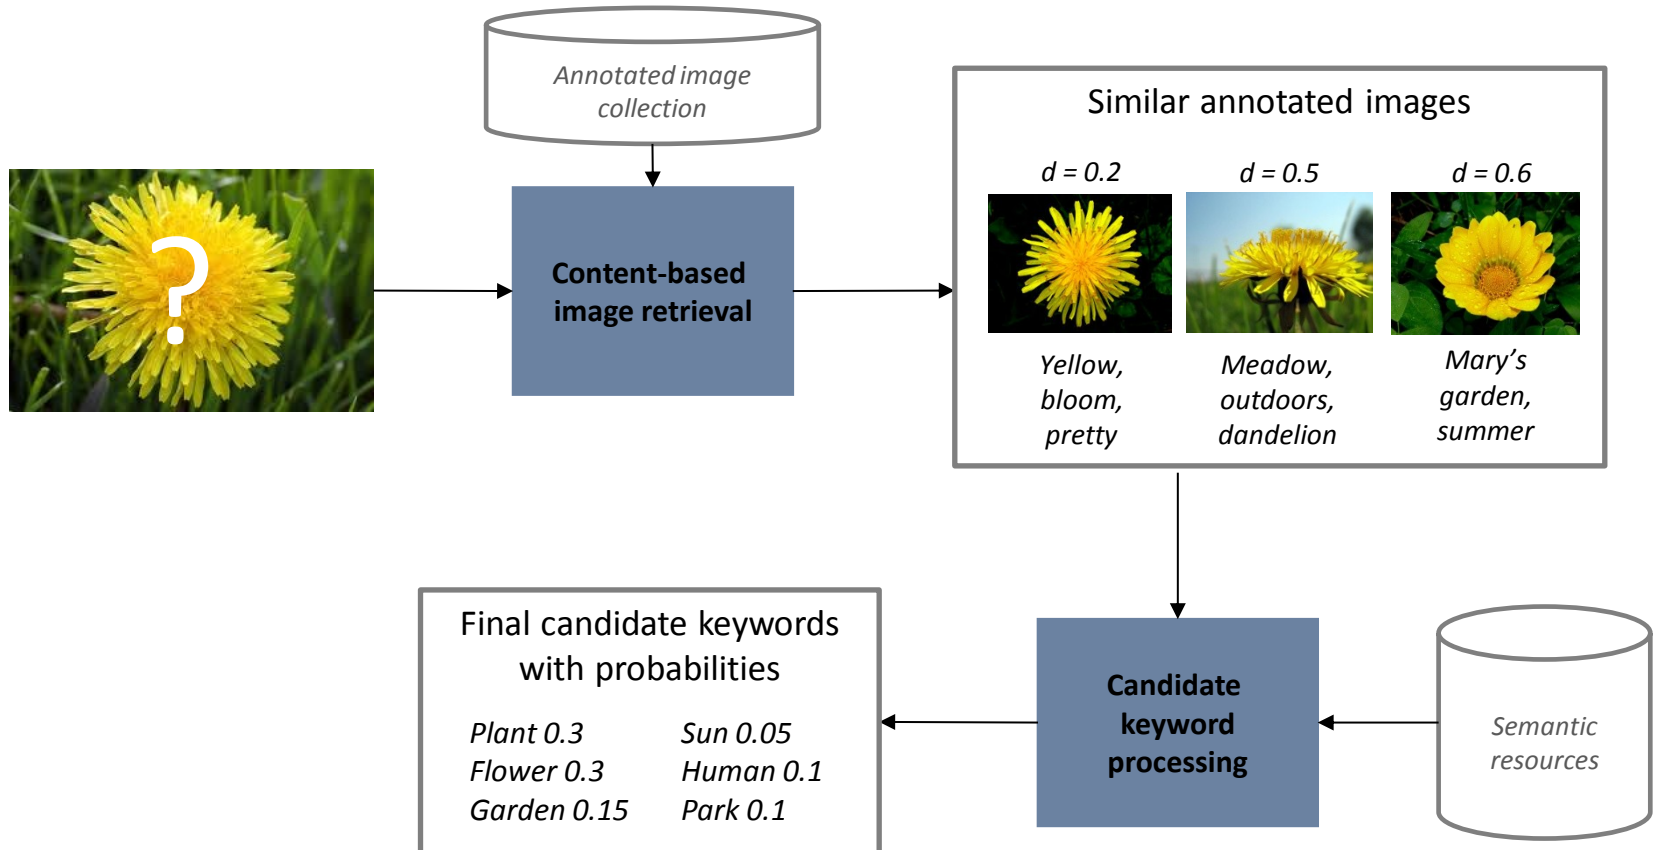 Annotated image
collection
?
Content-based
image retrieval
Similar annotated images
d = 0.2
d = 0.5
d = 0.6
Yellow,
bloom,
pretty
Meadow,
outdoors,
dandelion
Mary’s
garden,
summer
Final candidate keywords
with probabilities
Plant 0.3
Flower 0.3
Garden 0.15
Sun 0.05
Human 0.1
Park 0.1
Candidate
keyword
processing
Semantic
resources